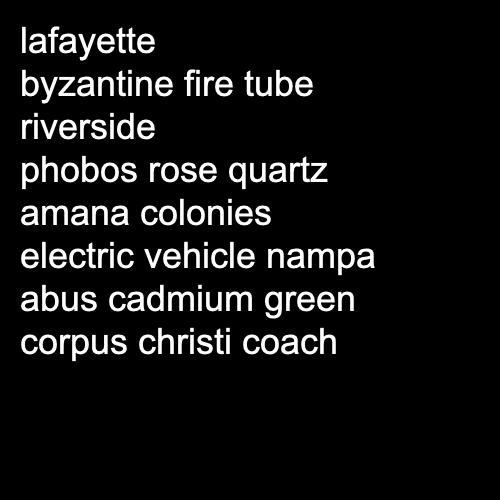 lafayette
byzantine fire tube
riverside
phobos rose quartz
amana colonies
electric vehicle nampa
abus cadmium green
corpus christi coach